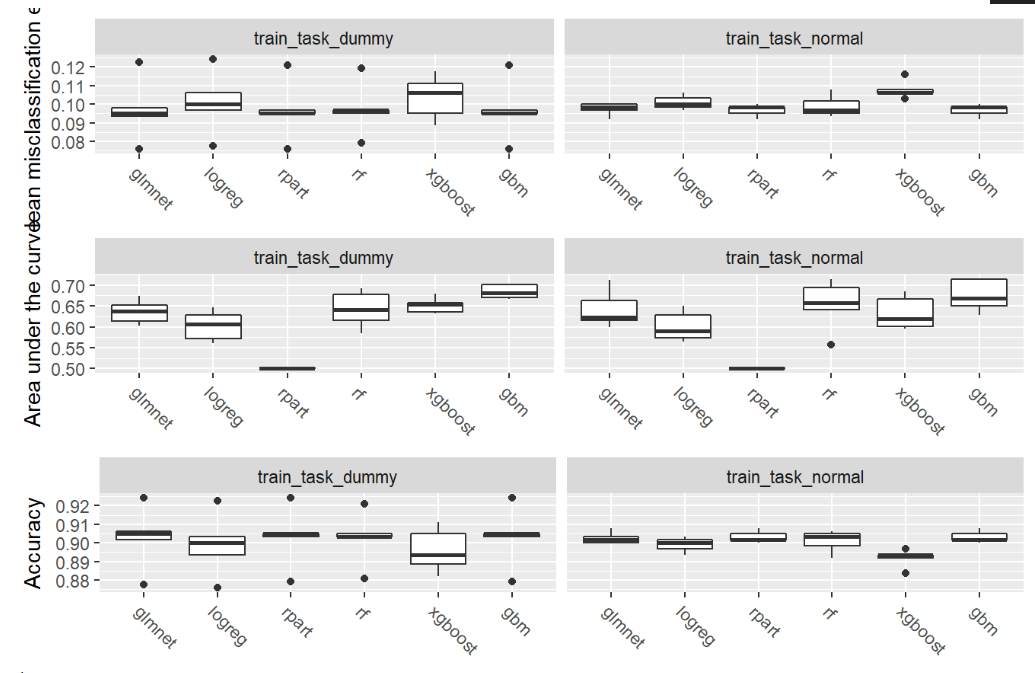 train_task_dummy train_task_normal
ean misclassification e
0.12
0.11
0.10
0.09
0.08
glmnet logreg rpart rf xgboost gbm glmnet logreg rpart rf xgboost gbm
train_task_dummy train_task_normal
Area under the curve
0.70
0.65
0.60
0.55
0.50
glmnet logreg rpart rf xgboost gbm glmnet logreg rpart rf xgboost gbm
train_task_dummy train_task_normal
Accuracy
0.92
0.91
0.90
0.89
0.88
glmnet logreg rpart rf xgboost gbm glmnet logreg rpart rf xgboost gbm